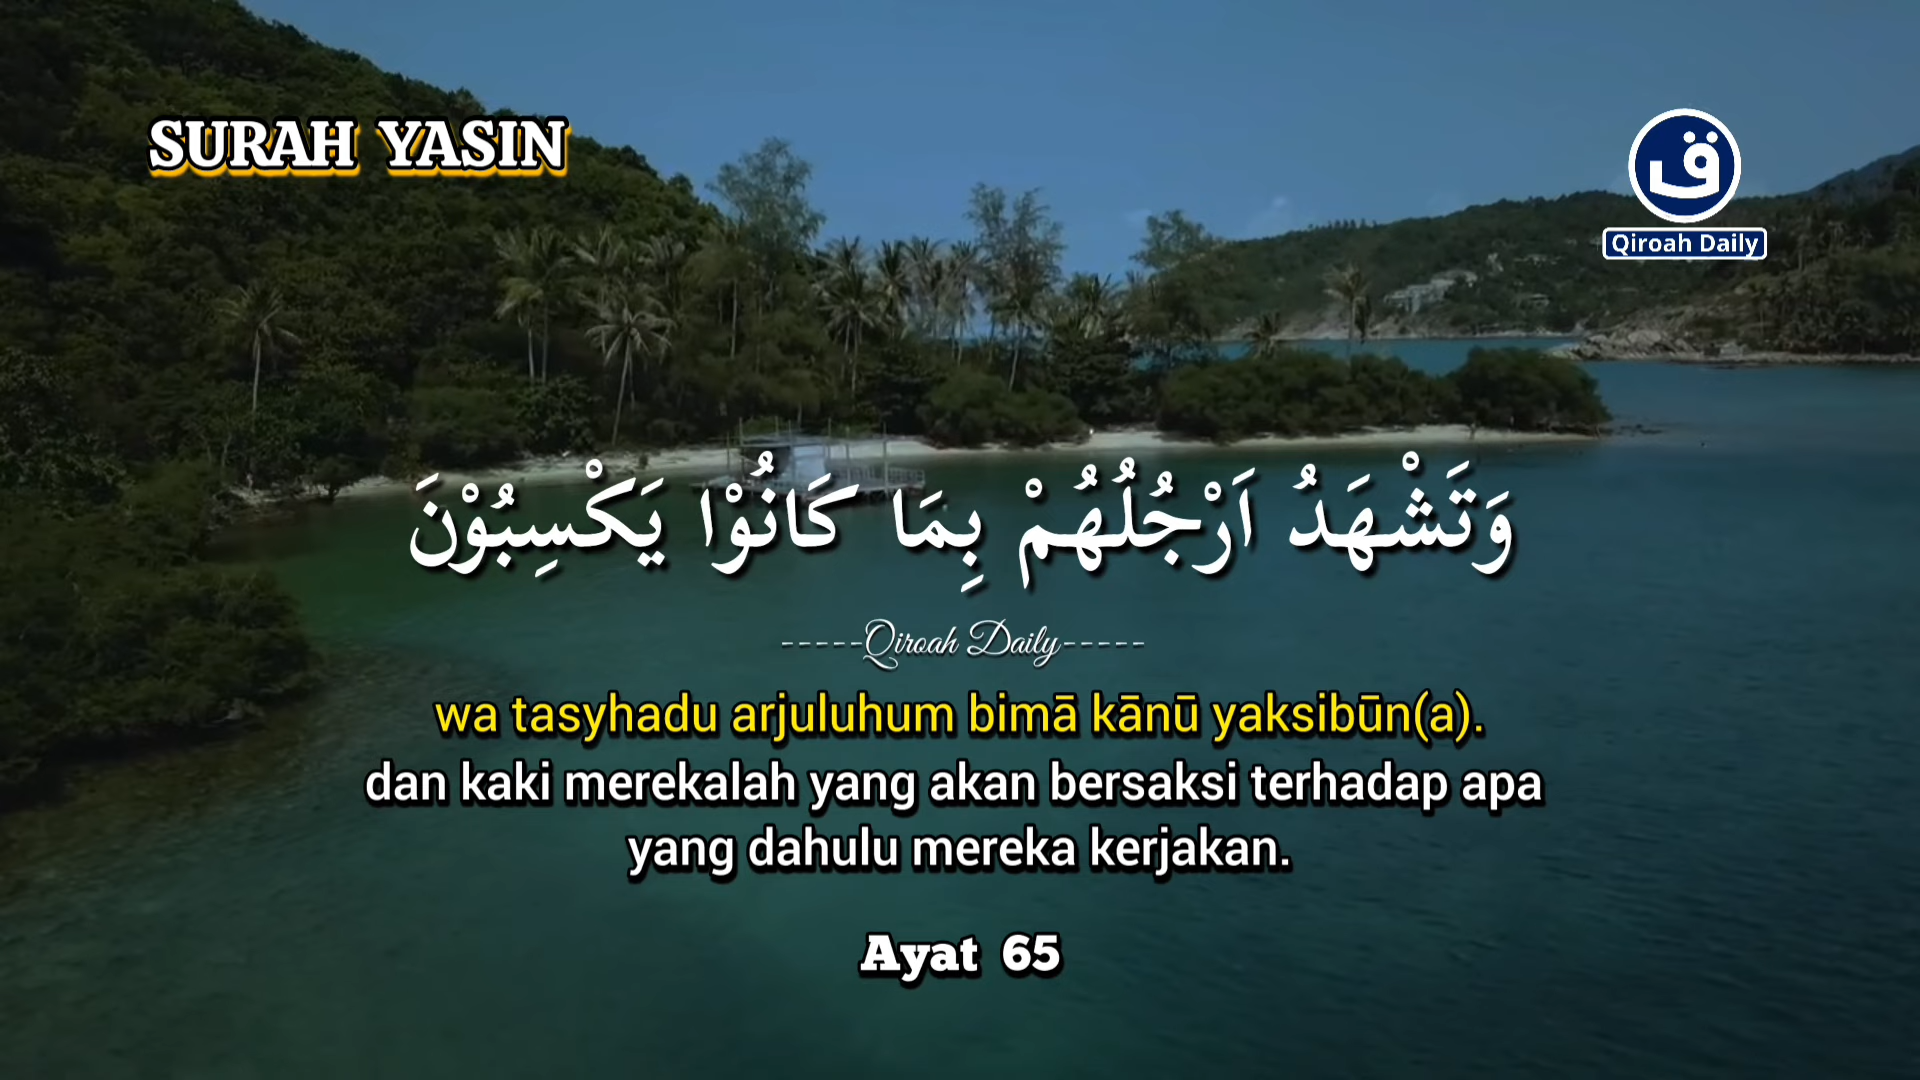 SURAH YASIN
ق
Qiroah Daily
وَتَشْهَدُ اَرْجُلُهُمْ بِمَا كَانُوْا يَكْسِبُوْنَ
-----Qiroah Daily-----
wa tasyhadu arjuluhum bimā kānū yaksibūn(a).
dan kaki merekalah yang akan bersaksi terhadap apa
yang dahulu mereka kerjakan.
Ayat 65